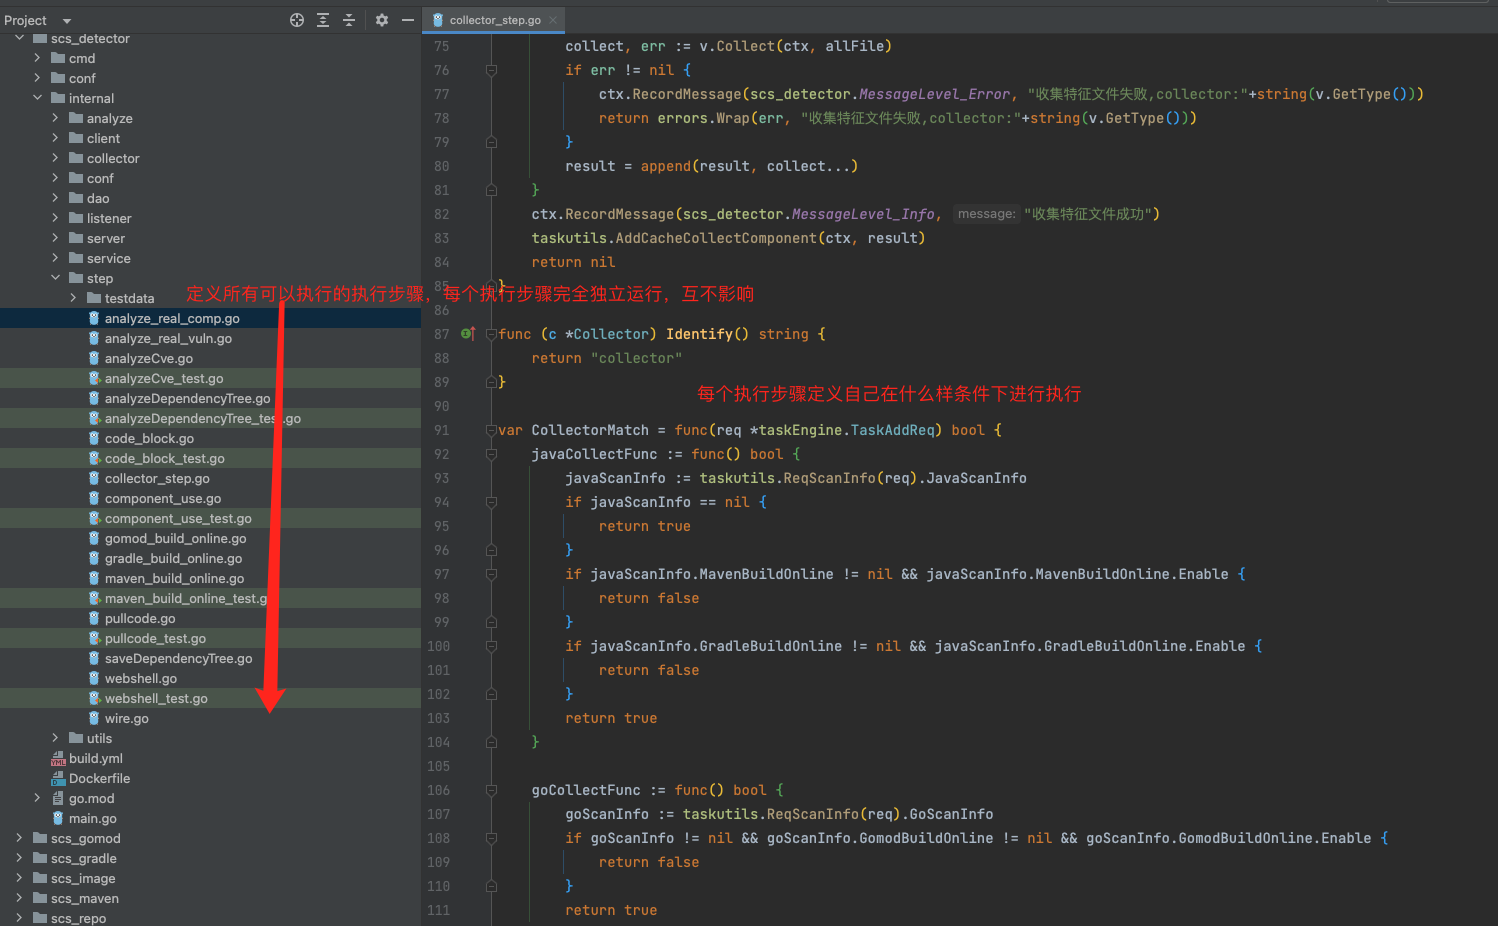 Project
collector_step.go
scs_detector
cmd
conf
internal
analyze
client
collector
conf
dao
listener
server
service
step
testdata
定义所有可以执行的执行步骤，每个执行步骤完全独立运行，互不影响
analyze_real_comp.go
analyze_real_vuln.go
analyzeCve.go
analyzeCve_test.go
analyzeDependencyTree.go
analyzeDependencyTree_test.go
code_block.go
code_block_test.go
collector_step.go
component_use.go
component_use_test.go
gomod_build_online.go
gradle_build_online.go
maven_build_online.go
maven_build_online_test.g
pullcode.go
pullcode_test.go
saveDependencyTree.go
webshell.go
webshell_test.go
wire.go
utils
build.yml
Dockerfile
go.mod
main.go
scs_gomod
scs_gradle
scs_image
scs_maven
scs_repo
75 collect, err := v.Collect(ctx, allFile)
76 if err != nil {
77 ctx.RecordMessage(scs_detector.MessageLevel_Error, "收集特征文件失败,collector:"+string(v.GetType()))
78 return errors.Wrap(err, "收集特征文件失败,collector:"+string(v.GetType()))
79 }
80 result = append(result, collect...)
81 }
82 ctx.RecordMessage(scs_detector.MessageLevel_Info, message: "收集特征文件成功")
83 taskutils.AddCacheCollectComponent(ctx, result)
84 return nil
85 }
86
87 func (c *Collector) Identify() string {
88 return "collector"
89 }
每个执行步骤定义自己在什么样条件下进行执行
90
91 var CollectorMatch = func(req *taskEngine.TaskAddReq) bool {
92 javaCollectFunc := func() bool {
93 javaScanInfo := taskutils.ReqScanInfo(req).JavaScanInfo
94 if javaScanInfo == nil {
95 return true
96 }
97 if javaScanInfo.MavenBuildOnline != nil && javaScanInfo.MavenBuildOnline.Enable {
98 return false
99 }
100 if javaScanInfo.GradleBuildOnline != nil && javaScanInfo.GradleBuildOnline.Enable {
101 return false
102 }
103 return true
104 }
105
106 goCollectFunc := func() bool {
107 goScanInfo := taskutils.ReqScanInfo(req).GoScanInfo
108 if goScanInfo != nil && goScanInfo.GomodBuildOnline != nil && goScanInfo.GomodBuildOnline.Enable {
109 return false
110 }
111 return true